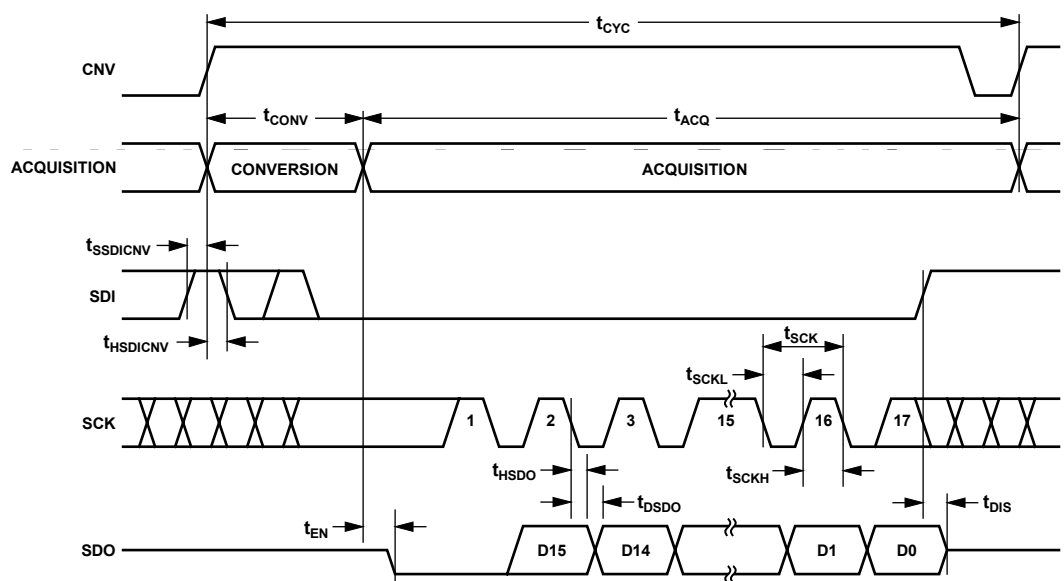 tCYC
CNV
tCONV
tACQ
ACQUISITION
CONVERSION
ACQUISITION
tSSDICNV
SDI
tHSDICNV
tSCK
tSCKL
SCK
1
2
3
15
16
17
tHSDO
tSCKH
tDSDO
tDIS
tEN
SDO
D15
D14
D1
D0